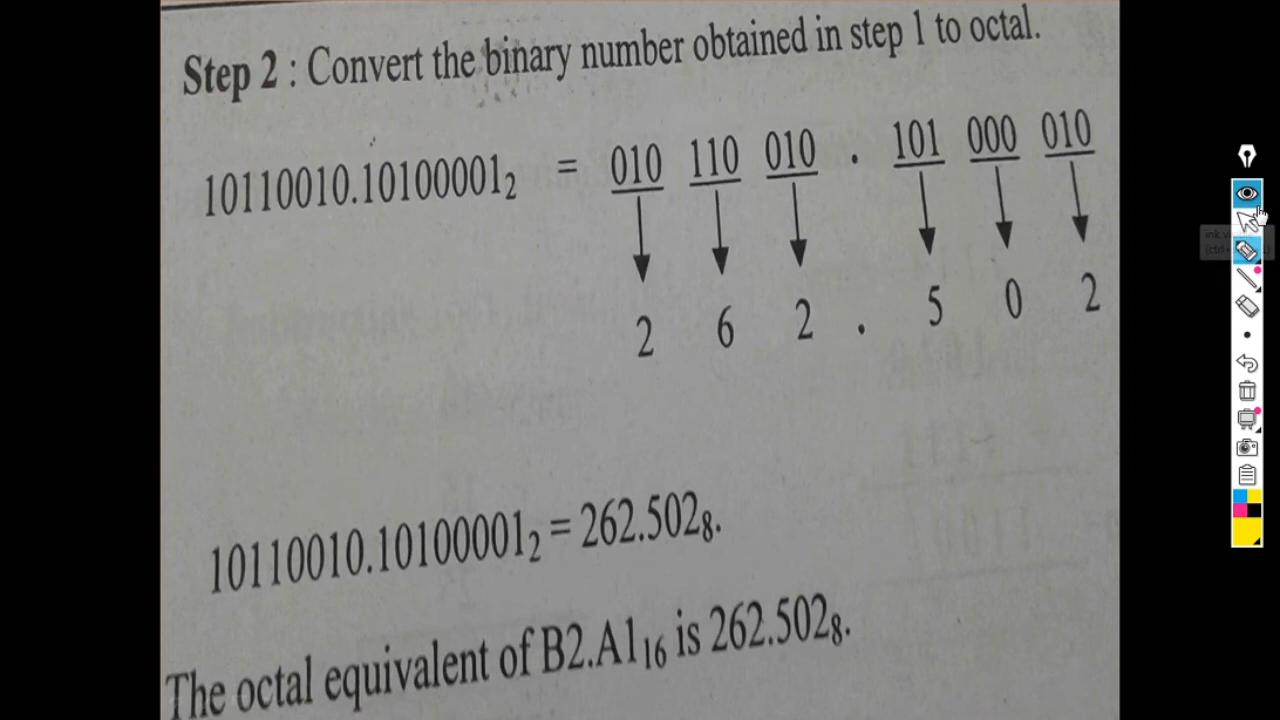 Step 2 : Convert the binary number obtained in step 1 to octal.
10110010.10100001₂ = 010 110 010 . 101 000 010
2 6 2 . 5 0 2
10110010.10100001₂ = 262.502₈.
The octal equivalent of B2.A1₁₆ is 262.502₈.